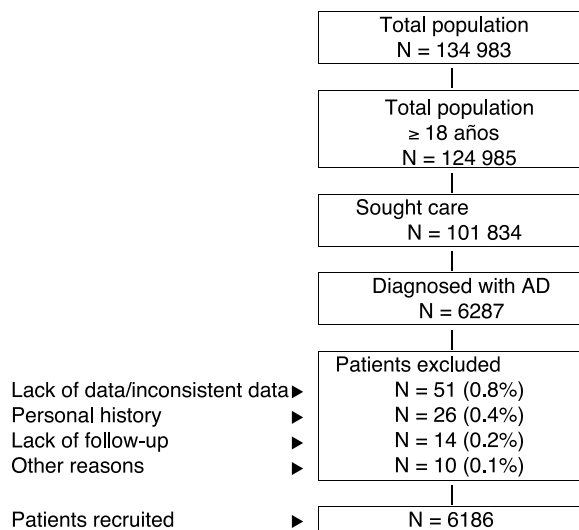 Total population
N = 134 983
Total population
≥ 18 años
N = 124 985
Sought care
N = 101 834
Diagnosed with AD
N = 6287
Patients excluded
Lack of data/inconsistent data▶ N = 51 (0.8%)
Personal history ▶ N = 26 (0.4%)
Lack of follow-up ▶ N = 14 (0.2%)
Other reasons ▶ N = 10 (0.1%)
Patients recruited ▶ N = 6186